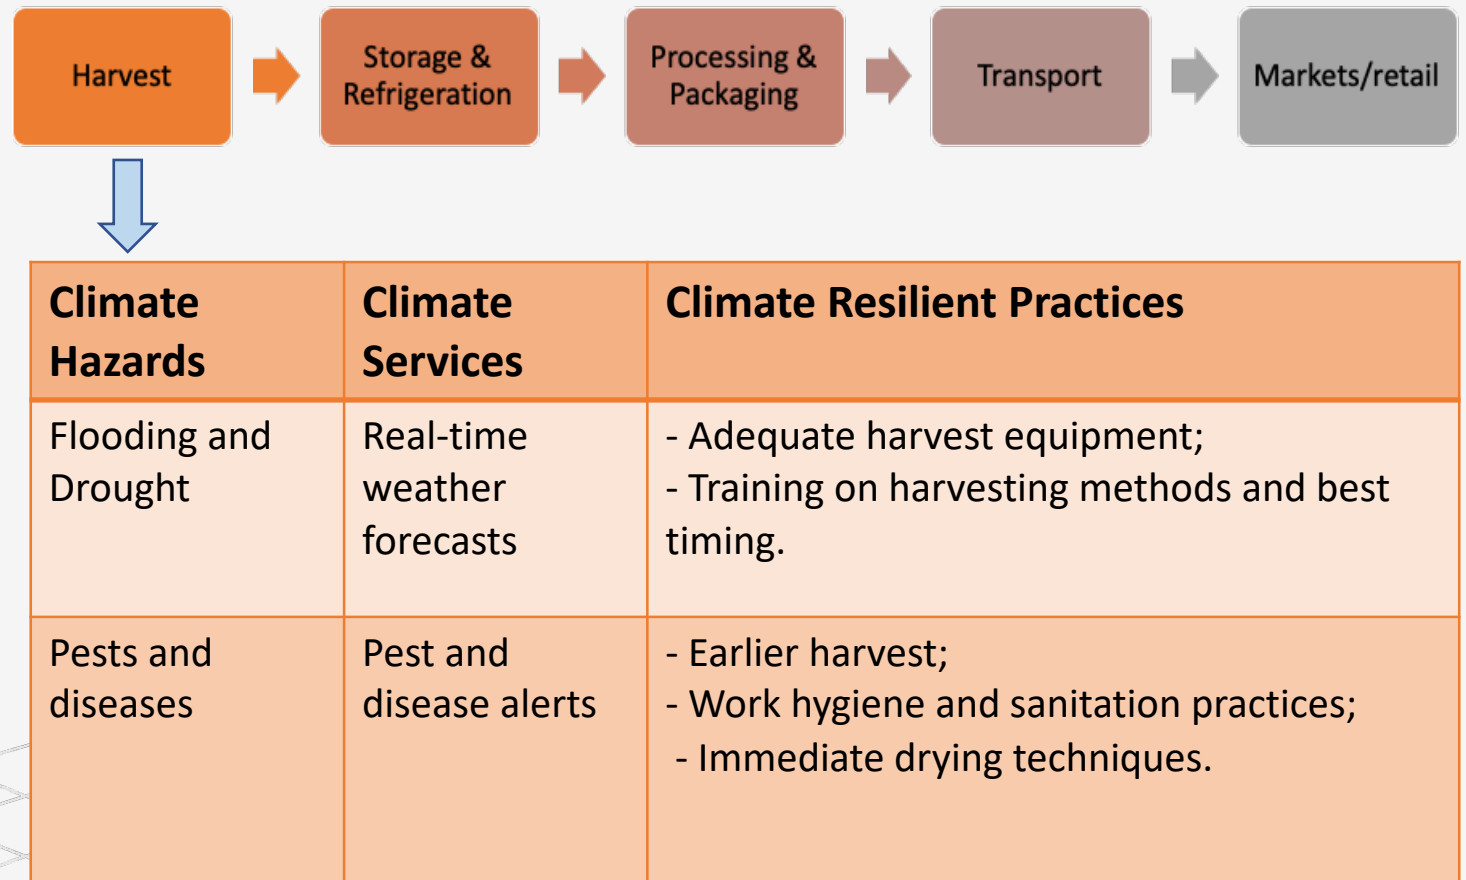 Harvest
Storage &
Refrigeration
Processing &
Packaging
Transport
Markets/retail
Climate
Hazards
Climate
Services
Climate Resilient Practices
Flooding and
Drought
Real-time
weather
forecasts
- Adequate harvest equipment;
- Training on harvesting methods and best
timing.
Pests and
diseases
Pest and
disease alerts
- Earlier harvest;
- Work hygiene and sanitation practices;
- Immediate drying techniques.